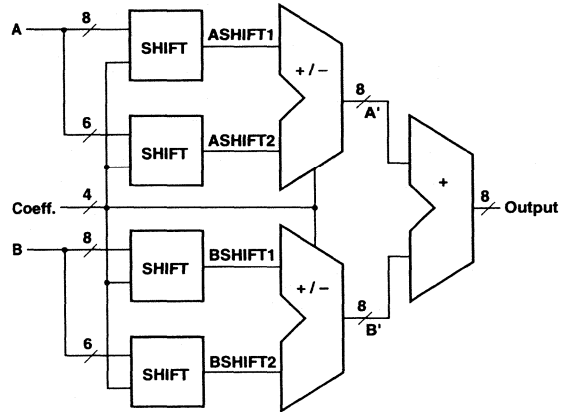 A
8
SHIFT
ASHIFT1
+ / –
6
SHIFT
ASHIFT2
8
A'
+
Coeff.
4
8
Output
B
8
SHIFT
BSHIFT1
+ / –
6
SHIFT
BSHIFT2
8
B'